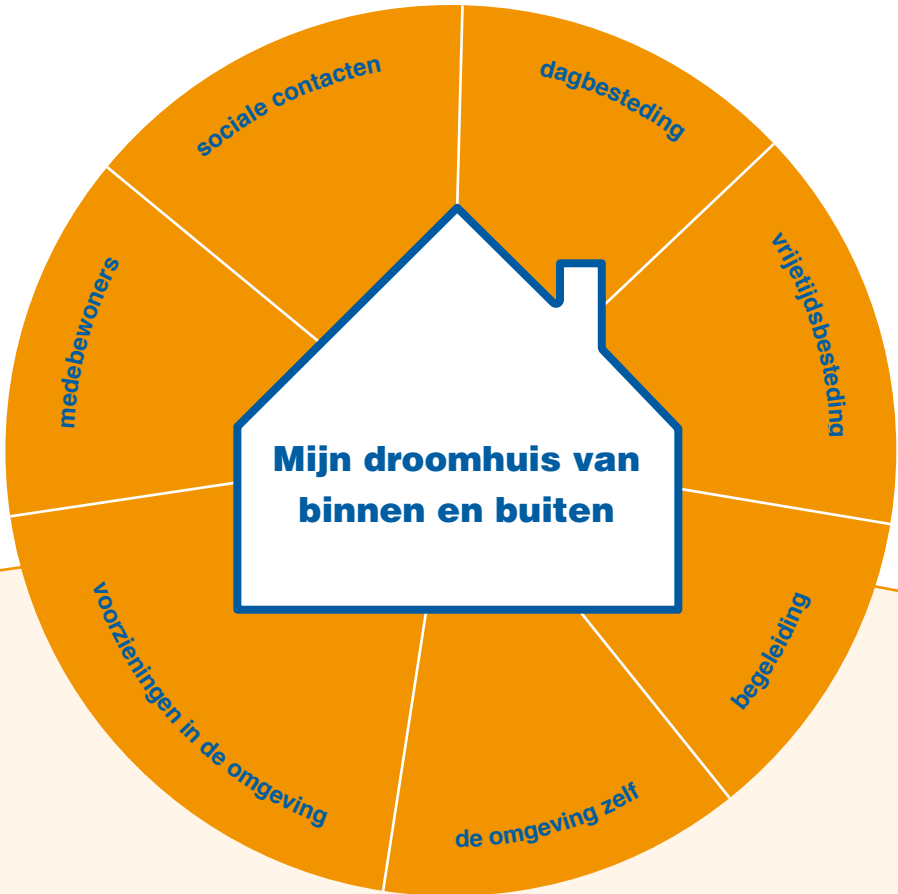 sociale contacten
dagbesteding
vrijetijdsbesteding
medebewoners
Mijn droomhuis van
binnen en buiten
begeleiding
voorzieningen in de omgeving
de omgeving zelf